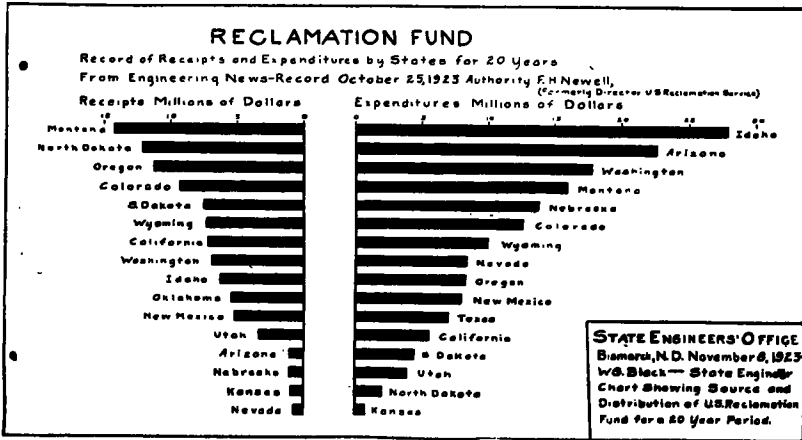 RECLAMATION FUND
Record of Receipts and Expenditures by States for 20 Years
From Engineering News-Record October 25, 1923 Authority F.H Newell,
(Formerly Director US Reclamation Service)
Receipts Millions of Dollars
Expenditures Millions of Dollars
Montana
Idaho
North Dakota
Arizona
Oregon
Washington
Colorado
Montana
S. Dakota
Nebraska
Wyoming
Colorado
California
Wyoming
Washington
Nevada
Idaho
Oregon
Oklahoma
New Mexico
New Mexico
Texas
Utah
California
Arizona
S Dakota
Nebraska
Utah
Kansas
North Dakota
Nevada
Kansas
STATE ENGINEERS' OFFICE
Bismarck, N.D. November 8, 1923
W.G. Black — State Engineer
Chart Showing Source and
Distribution of U.S. Reclamation
Fund for a 20 Year Period.